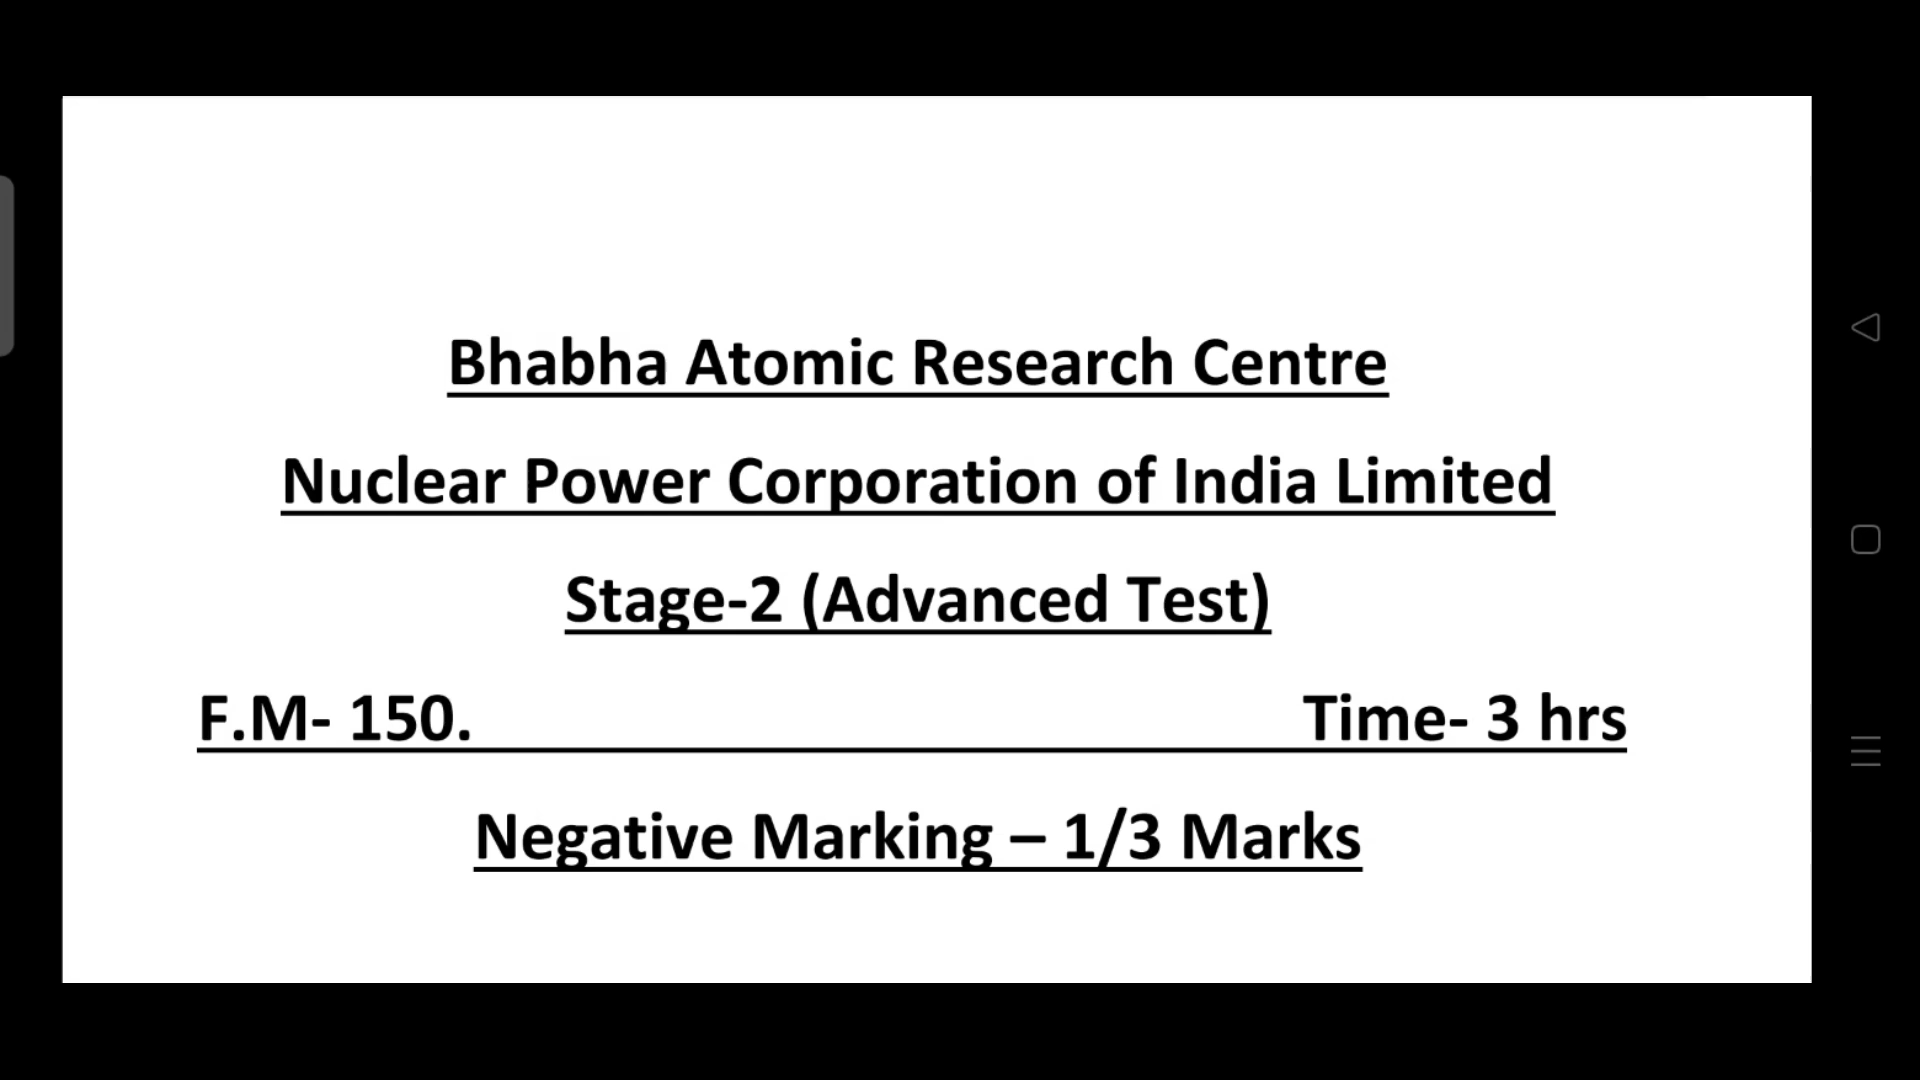 Bhabha Atomic Research Centre
Nuclear Power Corporation of India Limited
Stage-2 (Advanced Test)
F.M- 150. Time- 3 hrs
Negative Marking – 1/3 Marks